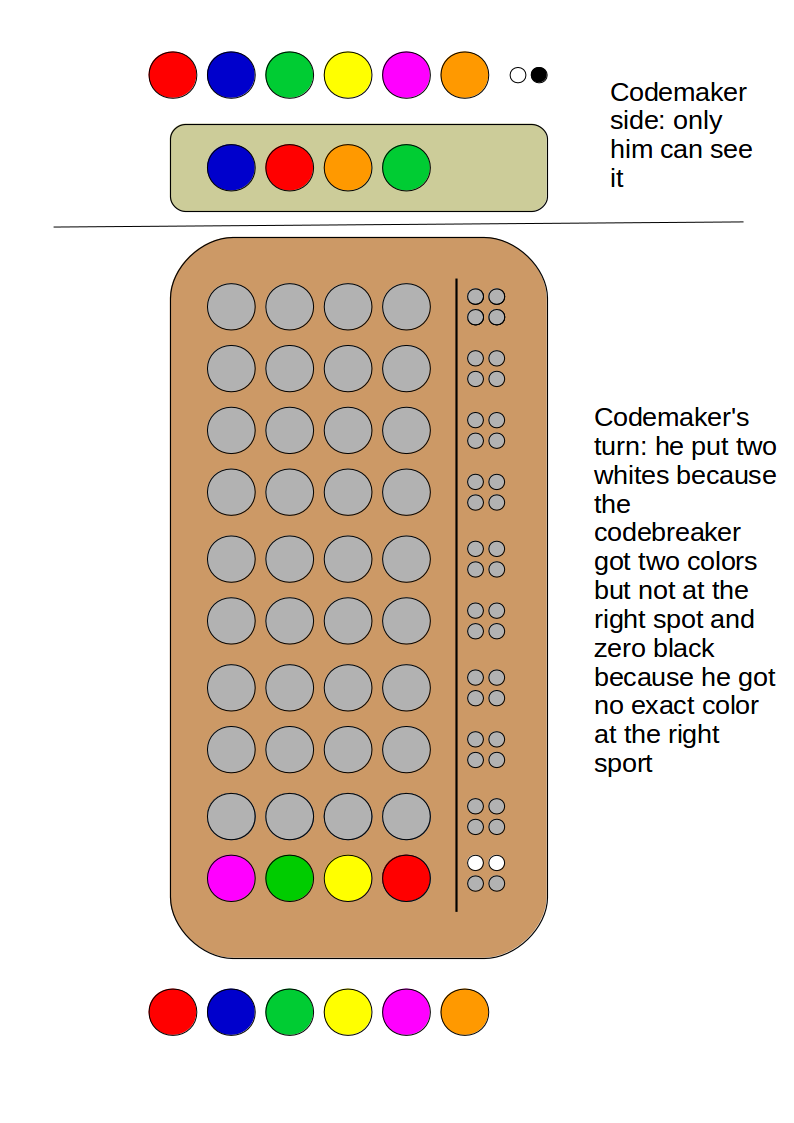 Codemaker
side: only
him can see
it
Codemaker's
turn: he put two
whites because
the
codebreaker
got two colors
but not at the
right spot and
zero black
because he got
no exact color
at the right
sport